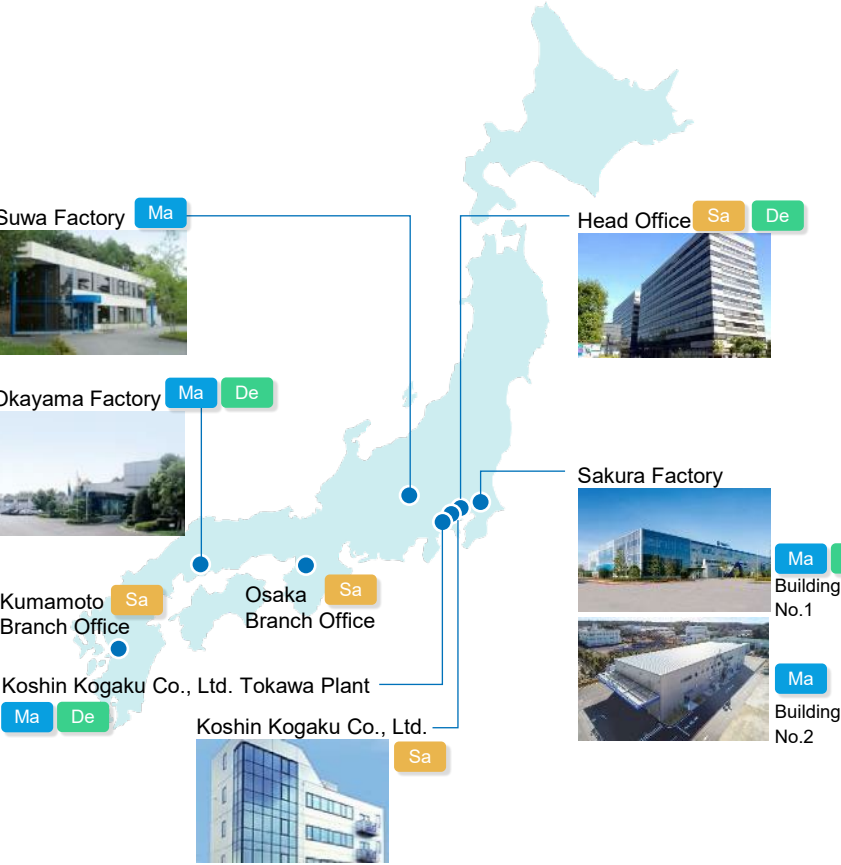 Suwa Factory Ma
Head Office Sa De
Okayama Factory Ma De
Sakura Factory
Ma
Building
No.1
Ma
Building
No.2
Kumamoto Sa
Branch Office
Osaka Sa
Branch Office
Koshin Kogaku Co., Ltd. Tokawa Plant
Ma De
Koshin Kogaku Co., Ltd.
Sa